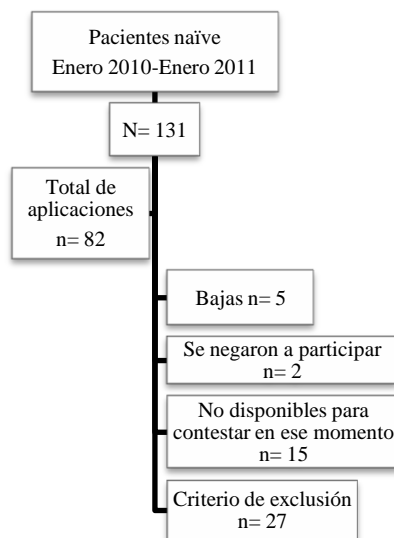 Pacientes naïve
Enero 2010-Enero 2011
N= 131
Total de
aplicaciones
n= 82
Bajas n= 5
Se negaron a participar
n= 2
No disponibles para
contestar en ese momento
n= 15
Criterio de exclusión
n= 27